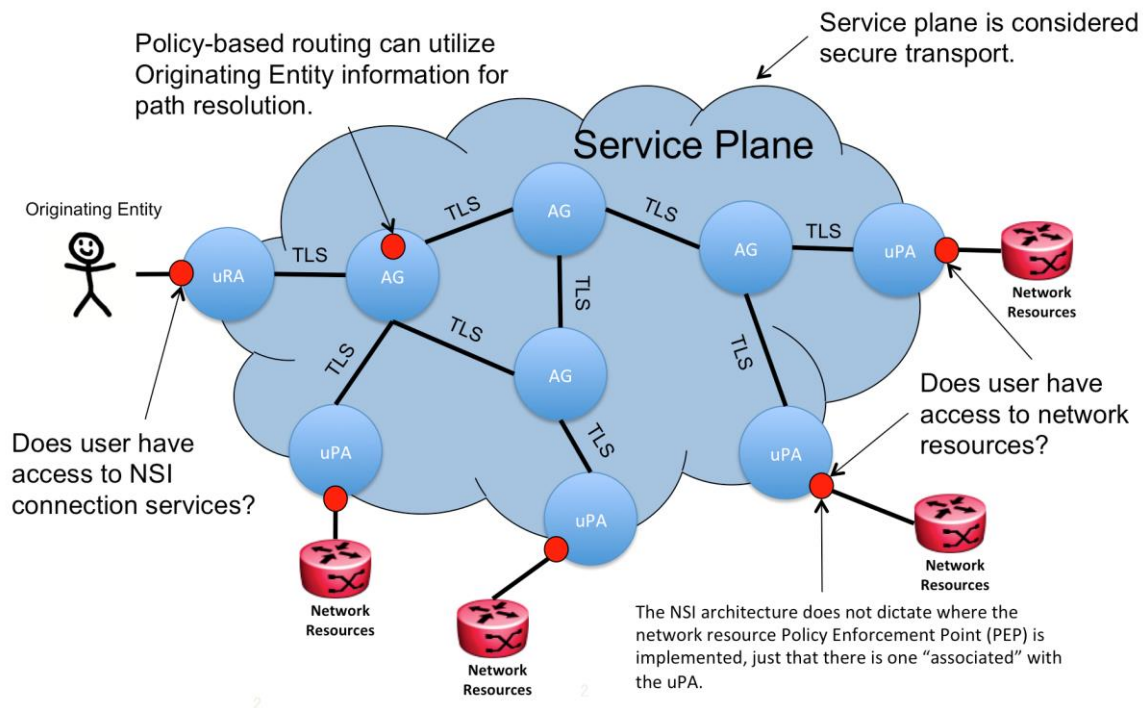 Policy-based routing can utilize
Originating Entity information for
path resolution.
Service plane is considered
secure transport.
Service Plane
Originating Entity
TLS
TLS
AG
TLS
AG
TLS
uPA
uRA
AG
TLS
TLS
TLS
AG
TLS
Network
Resources
Does user have
access to NSI
connection services?
uPA
TLS
uPA
uPA
Does user have
access to network
resources?
Network
Resources
Network
Resources
Network
Resources
The NSI architecture does not dictate where the
network resource Policy Enforcement Point (PEP) is
implemented, just that there is one “associated” with
the uPA.
2
2